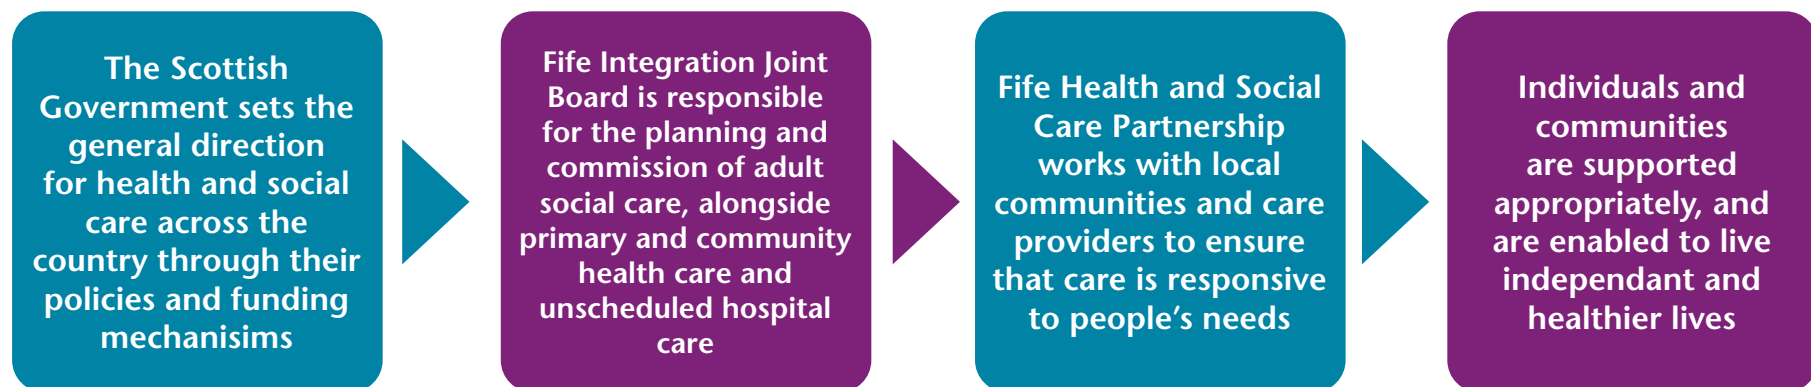 The Scottish
Government sets the
general direction
for health and social
care across the
country through their
policies and funding
mechanisims
Fife Integration Joint
Board is responsible
for the planning and
commission of adult
social care, alongside
primary and community
health care and
unscheduled hospital
care
Fife Health and Social
Care Partnership
works with local
communities and care
providers to ensure
that care is responsive
to people’s needs
Individuals and
communities
are supported
appropriately, and
are enabled to live
independant and
healthier lives